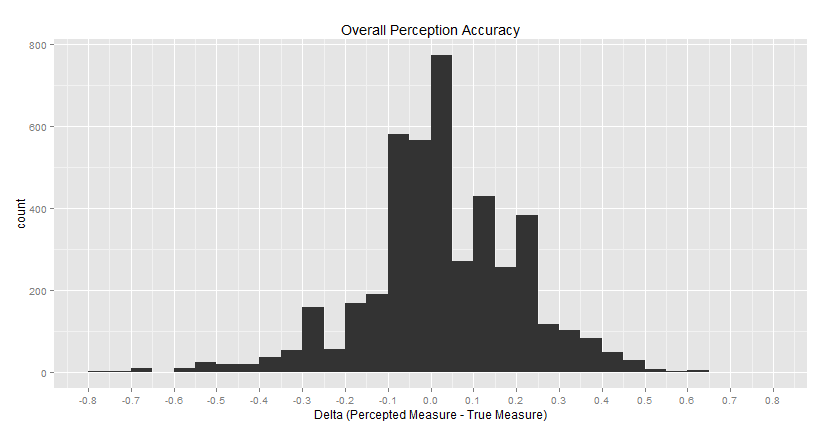 Overall Perception Accuracy
800
600
400
200
0
count
-0.8 -0.7 -0.6 -0.5 -0.4 -0.3 -0.2 -0.1 0.0 0.1 0.2 0.3 0.4 0.5 0.6 0.7 0.8
Delta (Percepted Measure - True Measure)